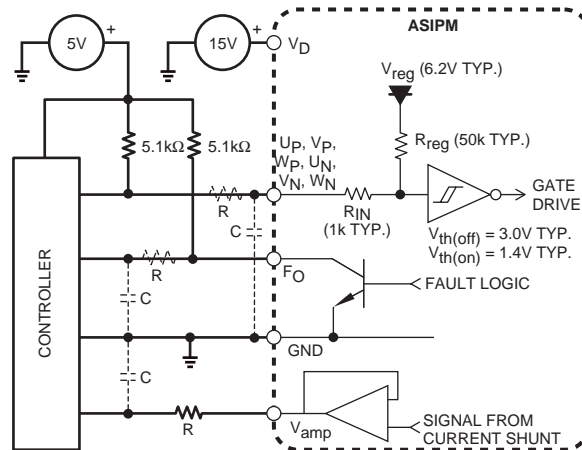 5V
+
15V
+
V_D
ASIPM
V_reg (6.2V TYP.)
5.1kΩ
5.1kΩ
U_P, V_P,
W_P, U_N,
V_N, W_N
R_reg (50k TYP.)
R
C
R_IN
(1k TYP.)
GATE
DRIVE
V_th(off) = 3.0V TYP.
V_th(on) = 1.4V TYP.
CONTROLLER
R
F_O
FAULT LOGIC
C
GND
C
R
V_amp
SIGNAL FROM
CURRENT SHUNT